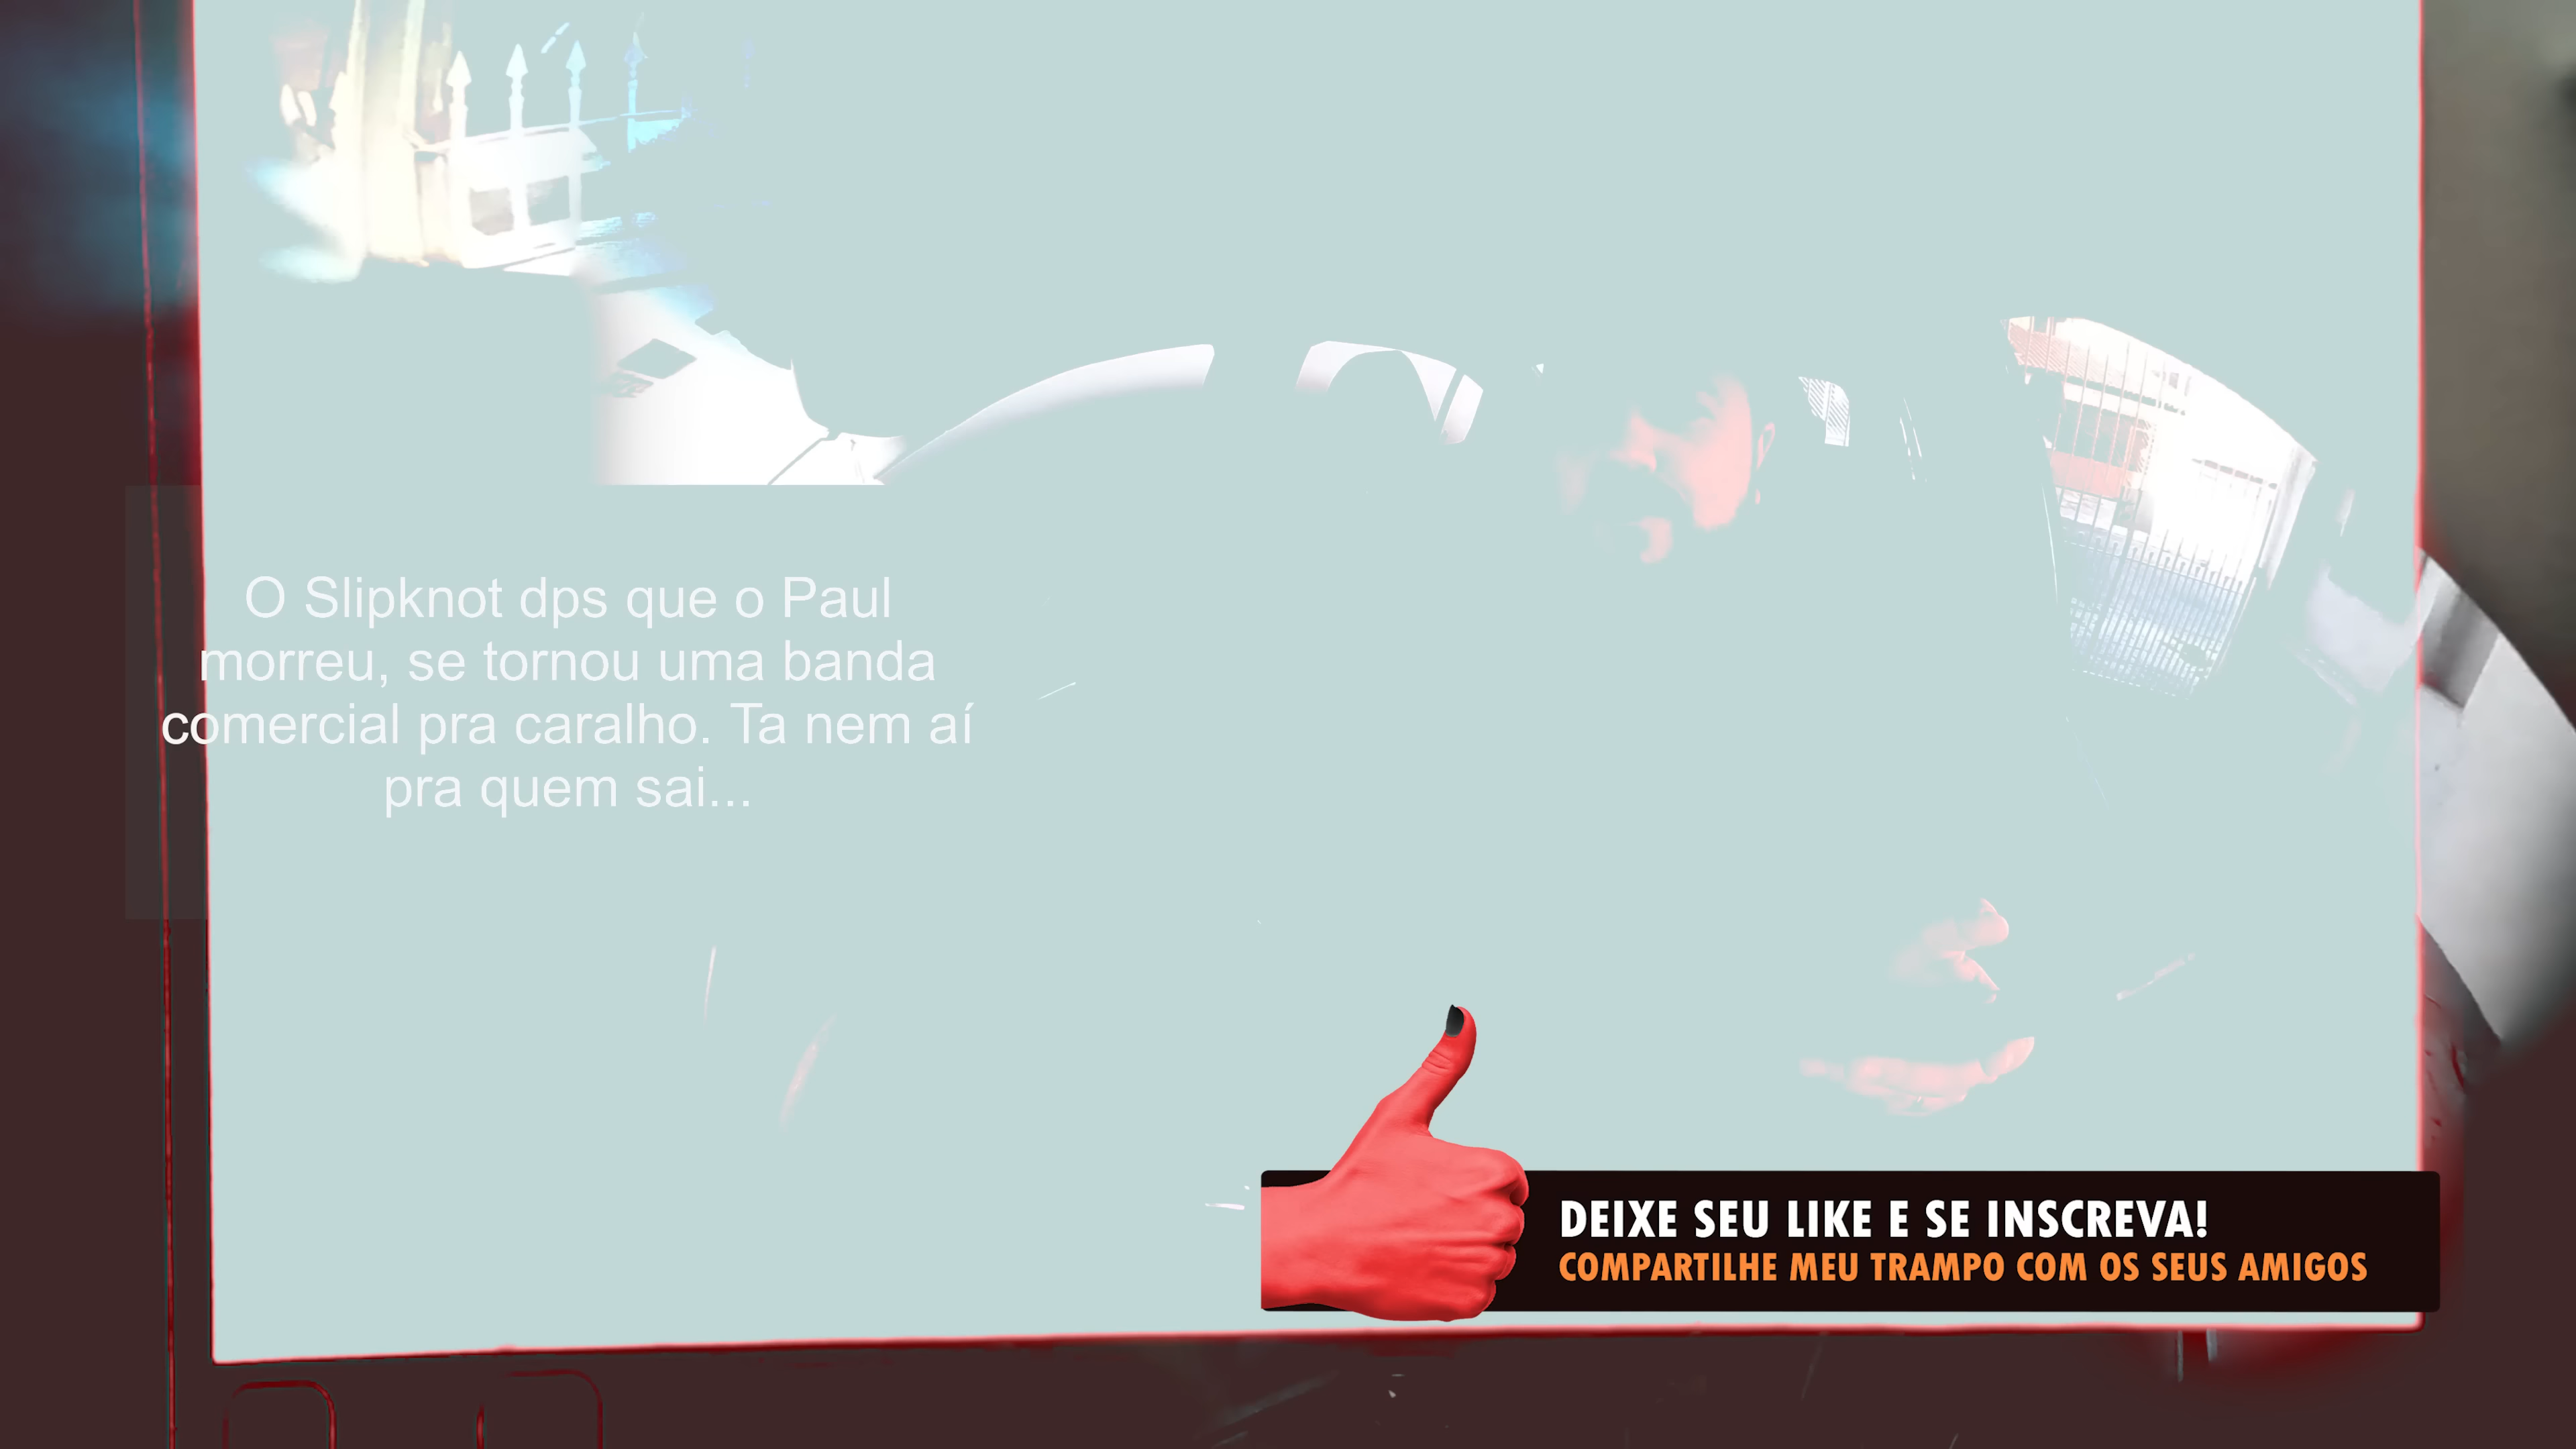 O Slipknot dps que o Paul
morreu, se tornou uma banda
comercial pra caralho. Ta nem aí
pra quem sai...
DEIXE SEU LIKE E SE INSCREVA!
COMPARTILHE MEU TRAMPO COM OS SEUS AMIGOS